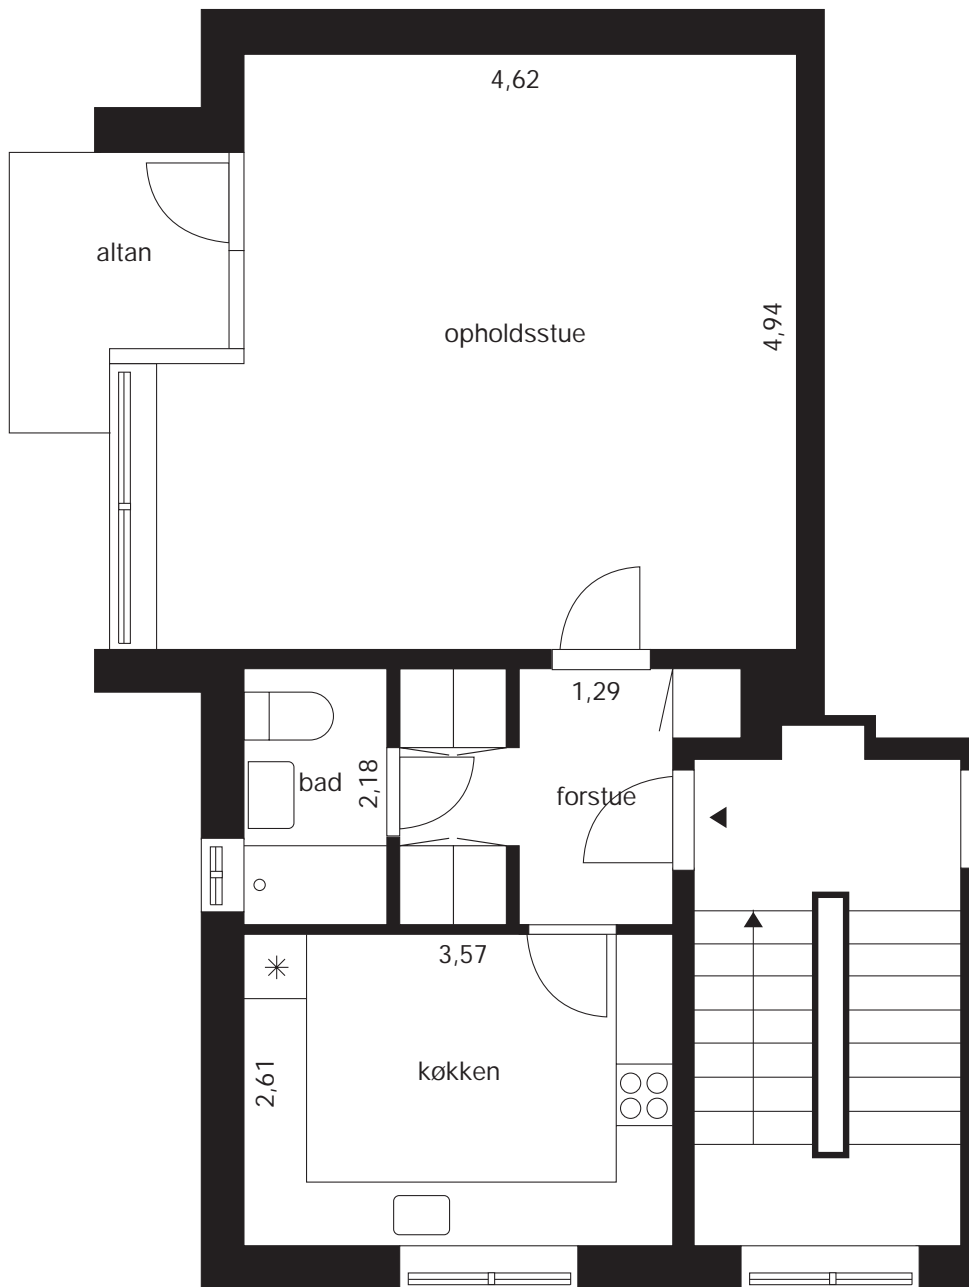 4,62
altan
opholdsstue
4,94
1,29
bad
2,18
forstue
3,57
2,61
køkken